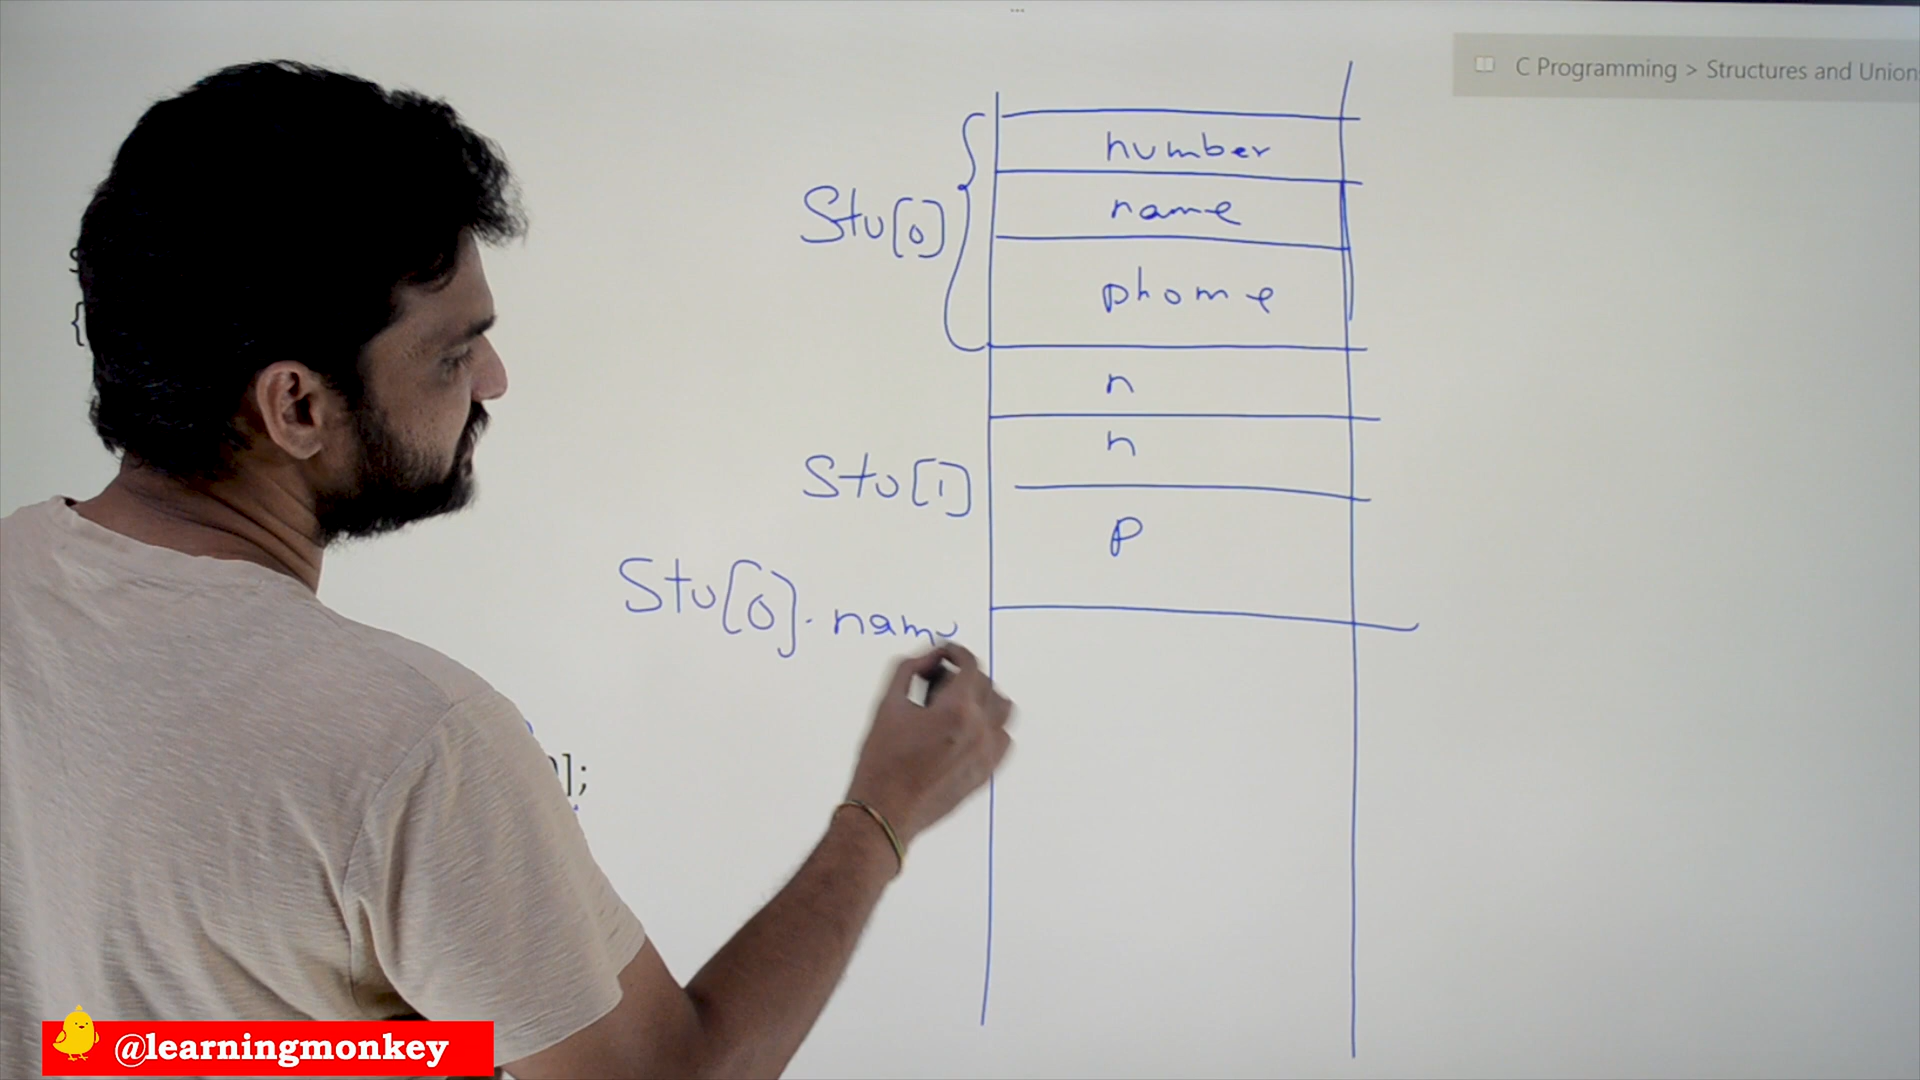 C Programming > Structures and Union
number
name
Stu[0]
phone
n
n
Stu[1]
p
Stu[0].name
];
@learningmonkey